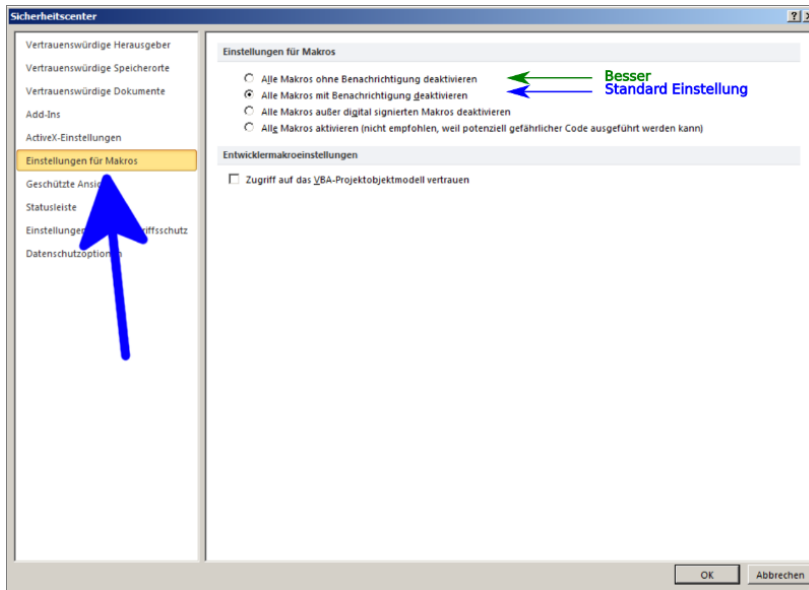 Sicherheitscenter
Vertrauenswürdige Herausgeber
Vertrauenswürdige Speicherorte
Vertrauenswürdige Dokumente
Add-Ins
ActiveX-Einstellungen
Einstellungen für Makros
Geschützte
Statusleiste
Datenschutzoptionen
Einstellungen für Makros
Alle Makros ohne Benachrichtigung deaktivieren
Besser
Alle Makros mit Benachrichtigung deaktivieren
Standard Einstellung
Alle Makros außer digital signierten Makros deaktivieren
Alle Makros aktivieren (nicht empfohlen, weil potenziell gefährlicher Code ausgeführt werden kann)
Entwicklermakroeinstellungen
Zugriff auf das VBA-Projektobjektmodell vertrauen
OK
Abbrechen